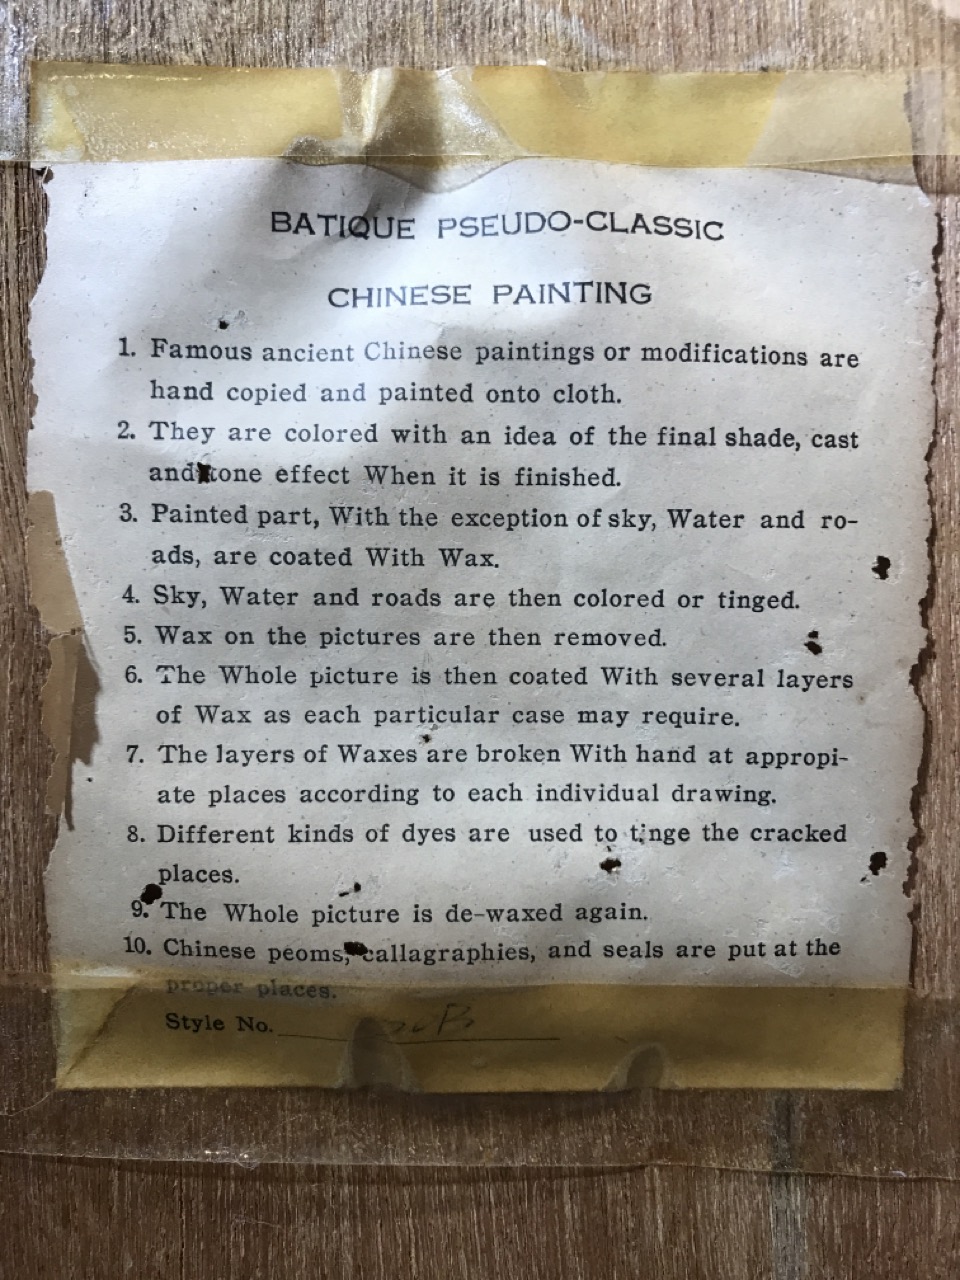 BATIQUE PSEUDO-CLASSIC
CHINESE PAINTING
1. Famous ancient Chinese paintings or modifications are
hand copied and painted onto cloth.
2. They are colored with an idea of the final shade, cast
and tone effect When it is finished.
3. Painted part, With the exception of sky, Water and ro-
ads, are coated With Wax.
4. Sky, Water and roads are then colored or tinged.
5. Wax on the pictures are then removed.
6. The Whole picture is then coated With several layers
of Wax as each particular case may require.
7. The layers of Waxes are broken With hand at appropi-
ate places according to each individual drawing.
8. Different kinds of dyes are used to tinge the cracked
places.
9. The Whole picture is de-waxed again.
10. Chinese peoms, callagraphies, and seals are put at the
proper places.
Style No.